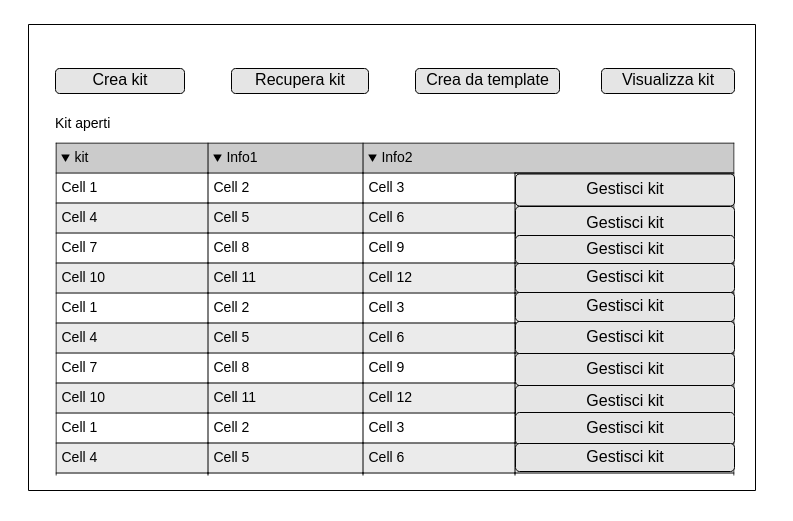 Crea kit Recupera kit Crea da template Visualizza kit
Kit aperti
▼ kit ▼ Info1 ▼ Info2
Cell 1 Cell 2 Cell 3 Gestisci kit
Cell 4 Cell 5 Cell 6 Gestisci kit
Cell 7 Cell 8 Cell 9 Gestisci kit
Cell 10 Cell 11 Cell 12 Gestisci kit
Cell 1 Cell 2 Cell 3 Gestisci kit
Cell 4 Cell 5 Cell 6 Gestisci kit
Cell 7 Cell 8 Cell 9 Gestisci kit
Cell 10 Cell 11 Cell 12 Gestisci kit
Cell 1 Cell 2 Cell 3 Gestisci kit
Cell 4 Cell 5 Cell 6 Gestisci kit